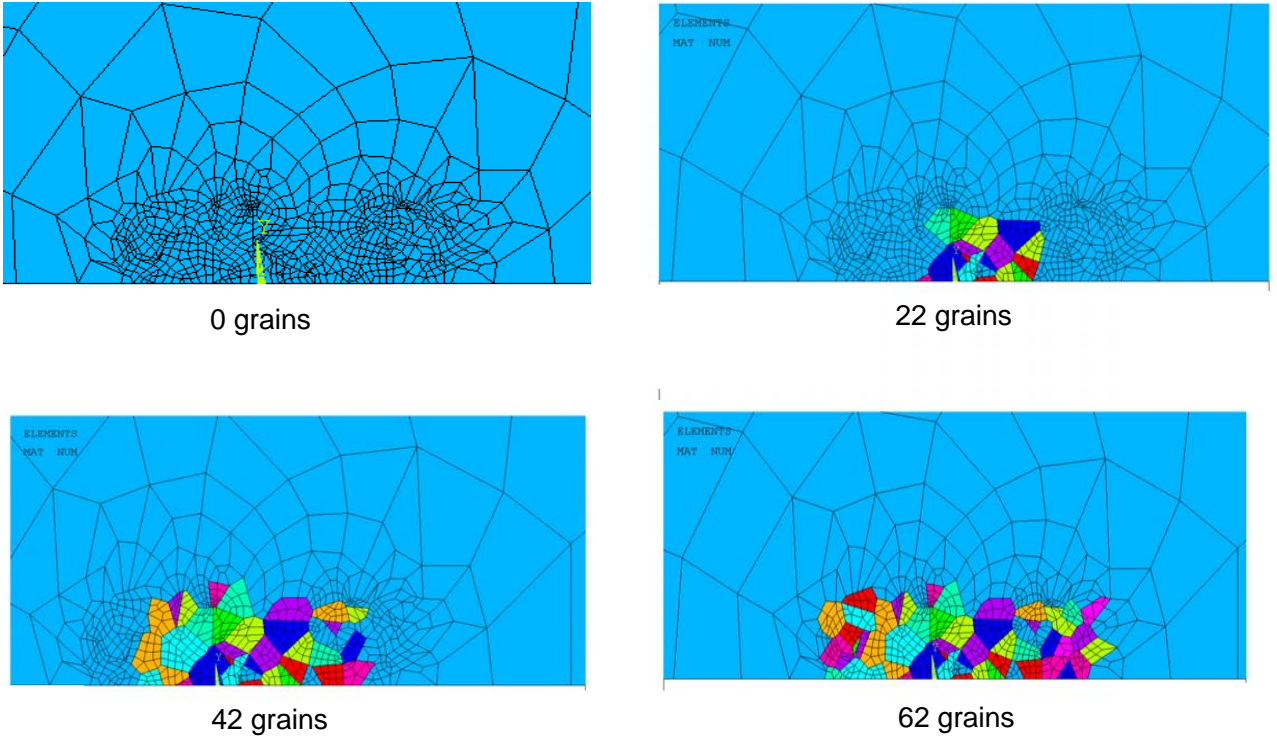 ELEMENTS
MAT NUM
0 grains
22 grains
ELEMENTS
MAT NUM
ELEMENTS
MAT NUM
42 grains
62 grains